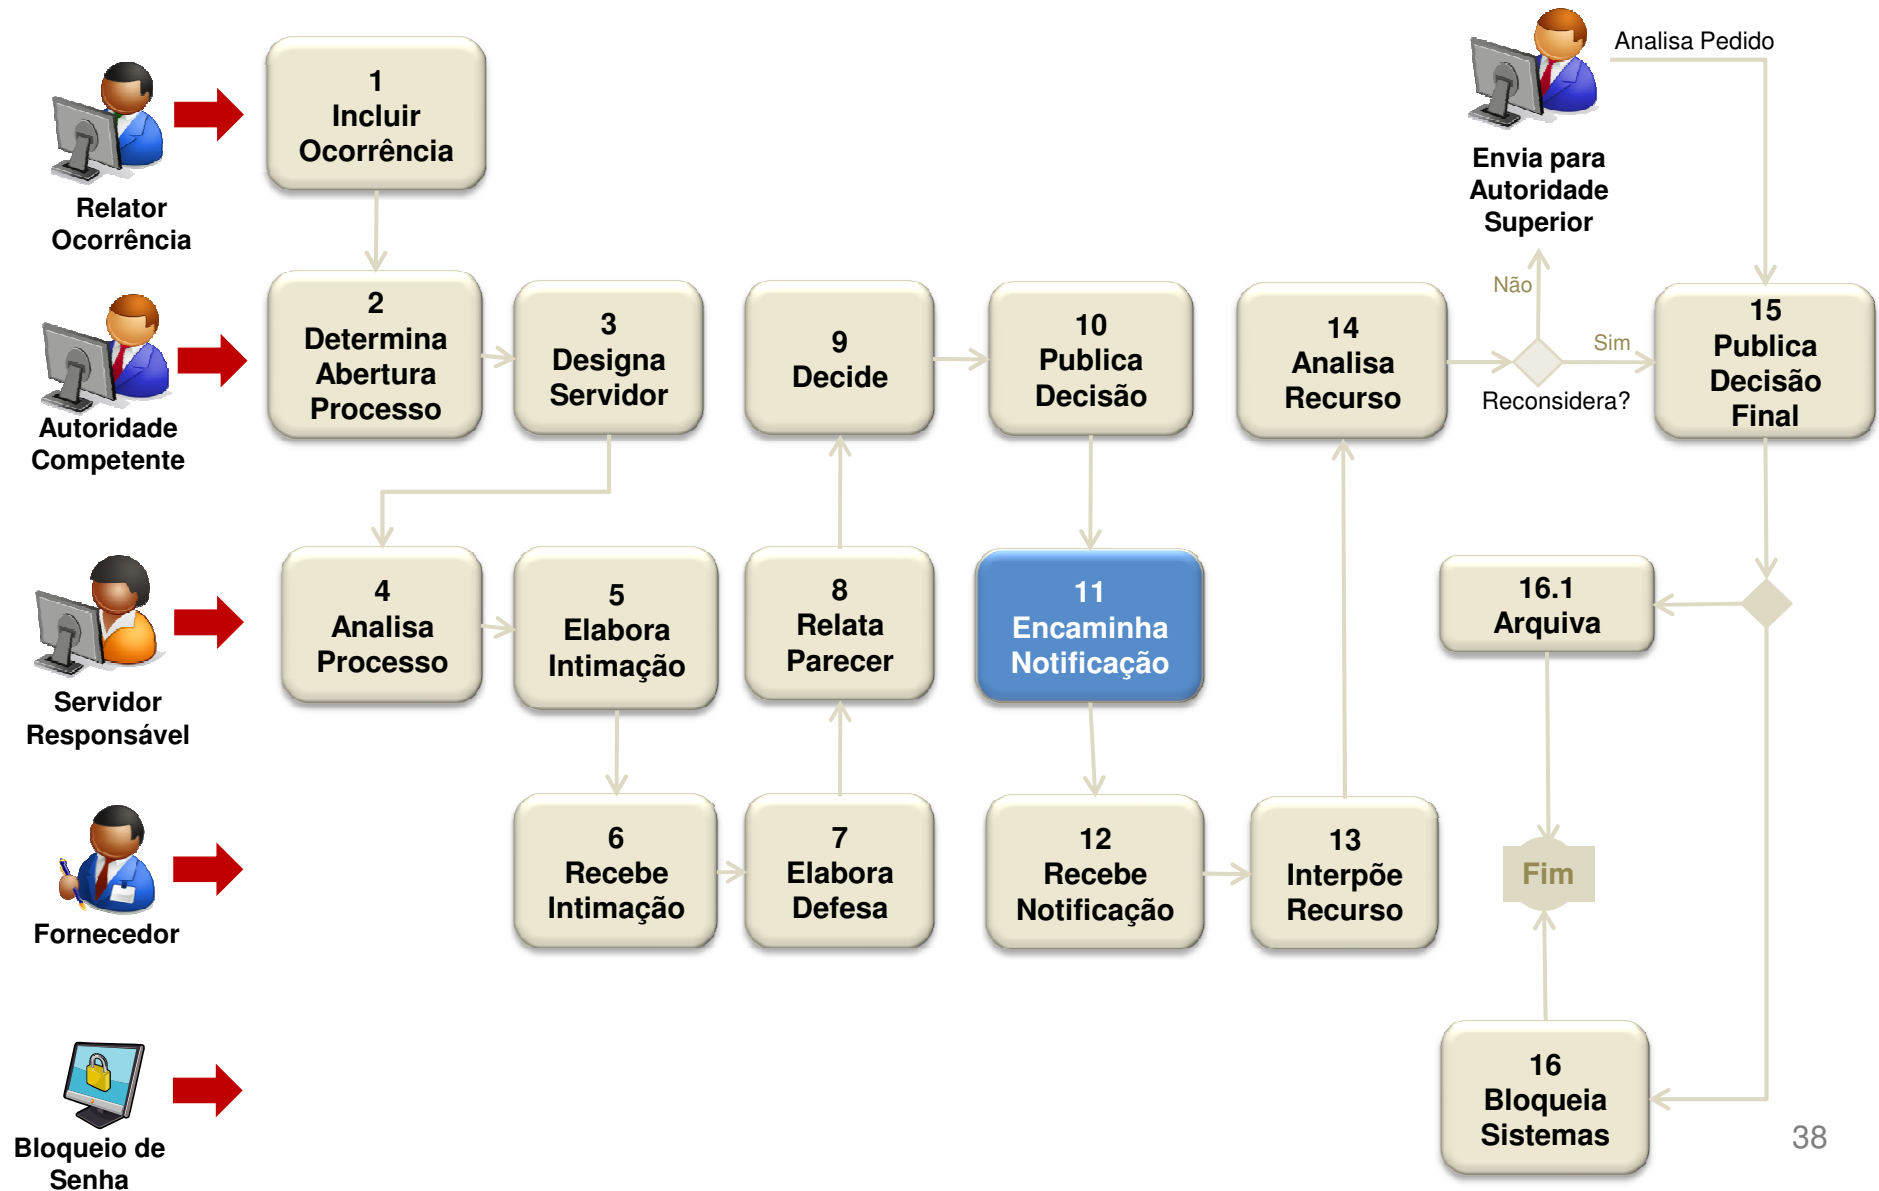 Analisa Pedido
1
Incluir
Ocorrência
Relator
Ocorrência
Envia para
Autoridade
Superior
Não
2
Determina
Abertura
Processo
3
Designa
Servidor
9
Decide
10
Publica
Decisão
14
Analisa
Recurso
Sim
Reconsidera?
15
Publica
Decisão
Final
Autoridade
Competente
4
Analisa
Processo
5
Elabora
Intimação
8
Relata
Parecer
11
Encaminha
Notificação
16.1
Arquiva
Servidor
Responsável
6
Recebe
Intimação
7
Elabora
Defesa
12
Recebe
Notificação
13
Interpõe
Recurso
Fim
Fornecedor
16
Bloqueia
Sistemas
Bloqueio de
Senha
38